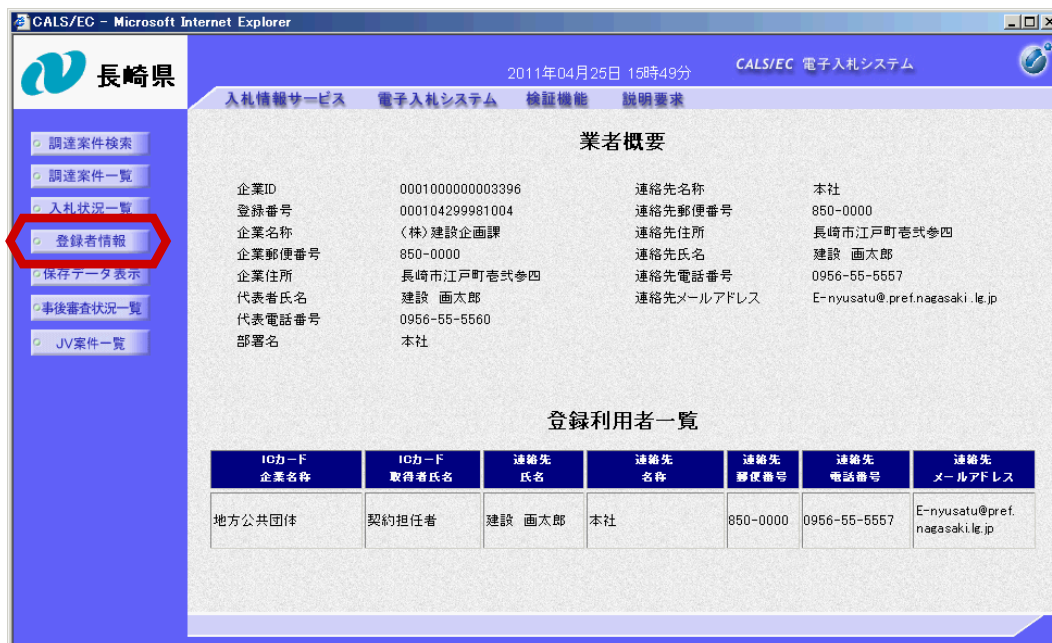 CALS/EC - Microsoft Internet Explorer
長崎県
2011年04月25日 15時49分
CALS/EC 電子入札システム
入札情報サービス 電子入札システム 検証機能 説明要求
調達案件検索
調達案件一覧
入札状況一覧
登録者情報
保存データ表示
事後審査状況一覧
JV案件一覧
業者概要
企業ID 0001000000003396 連絡先名称 本社
登録番号 000104299981004 連絡先郵便番号 850-0000
企業名称 (株)建設企画課 連絡先住所 長崎市江戸町壱弐参四
企業郵便番号 850-0000 連絡先氏名 建設 画太郎
企業住所 長崎市江戸町壱弐参四 連絡先電話番号 0956-55-5557
代表者氏名 建設 画太郎 連絡先メールアドレス E-nyusatu@.pref.nagasaki .lg.jp
代表電話番号 0956-55-5560
部署名 本社
登録利用者一覧
ICカード 企業名称 ICカード 取得者氏名 連絡先 氏名 連絡先 名称 連絡先 郵便番号 連絡先 電話番号 連絡先 メールアドレス
地方公共団体 契約担任者 建設 画太郎 本社 850-0000 0956-55-5557 E-nyusatu@pref.
nagasaki.lg.jp